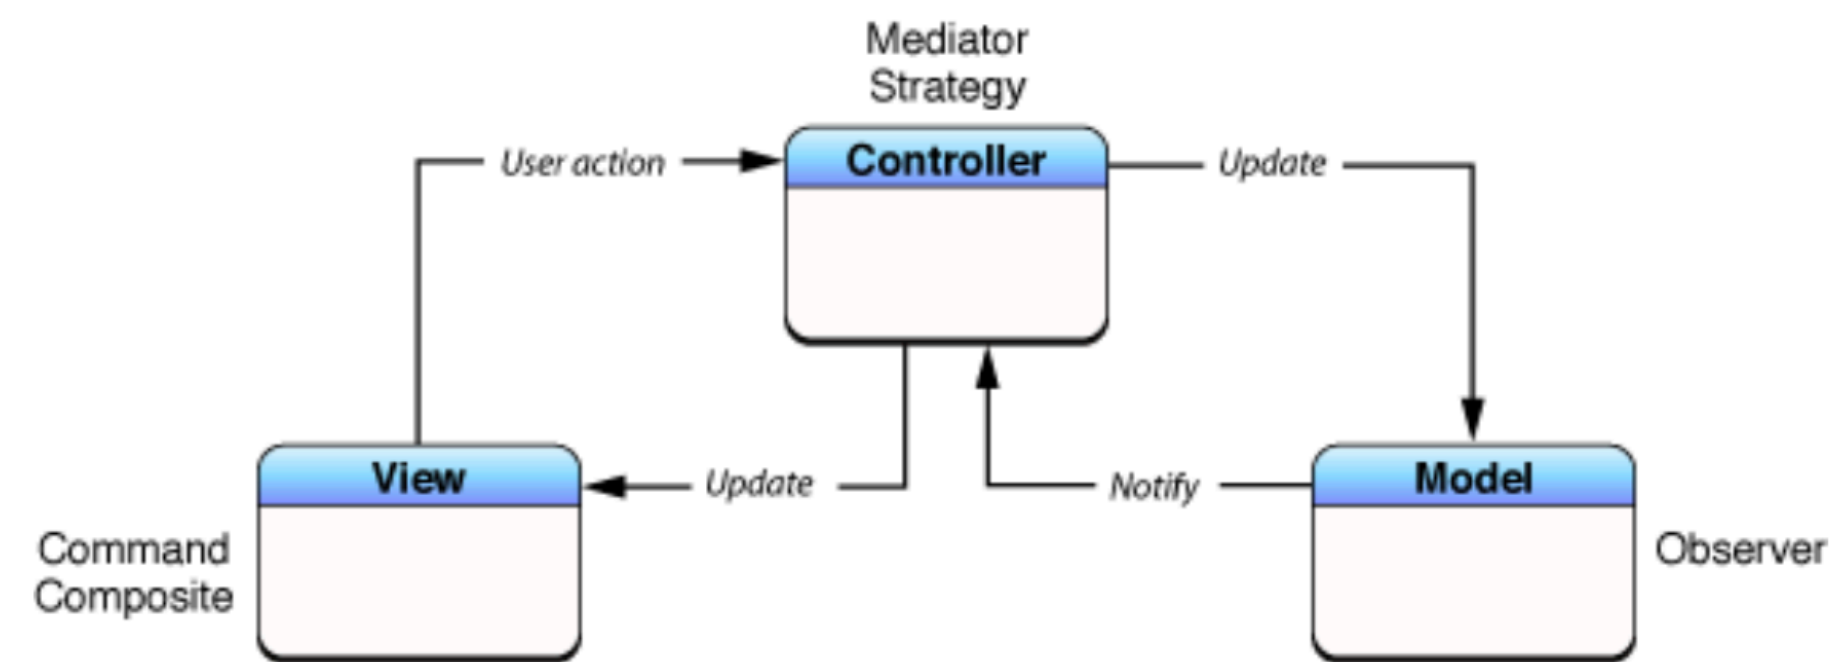 Mediator
Strategy
User action
Controller
Update
View
Update
Notify
Model
Command
Composite
Observer